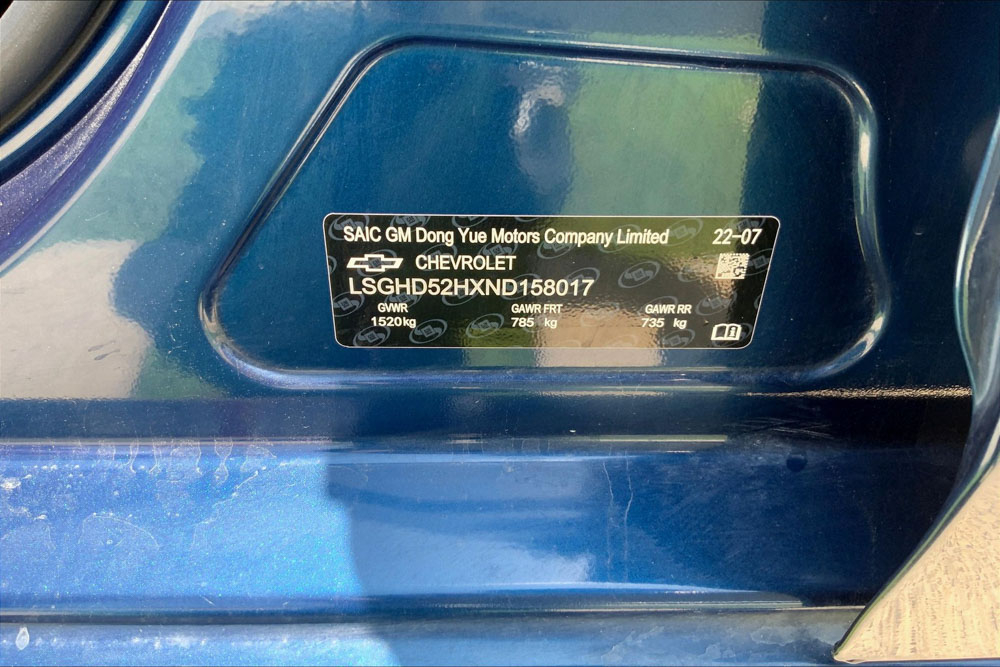 SAIC GM Dong Yue Motors Company Limited 22-07
CHEVROLET
LSGHD52HXND158017
GVWR GAWR FRT GAWR RR
1520kg 785 kg 735 kg